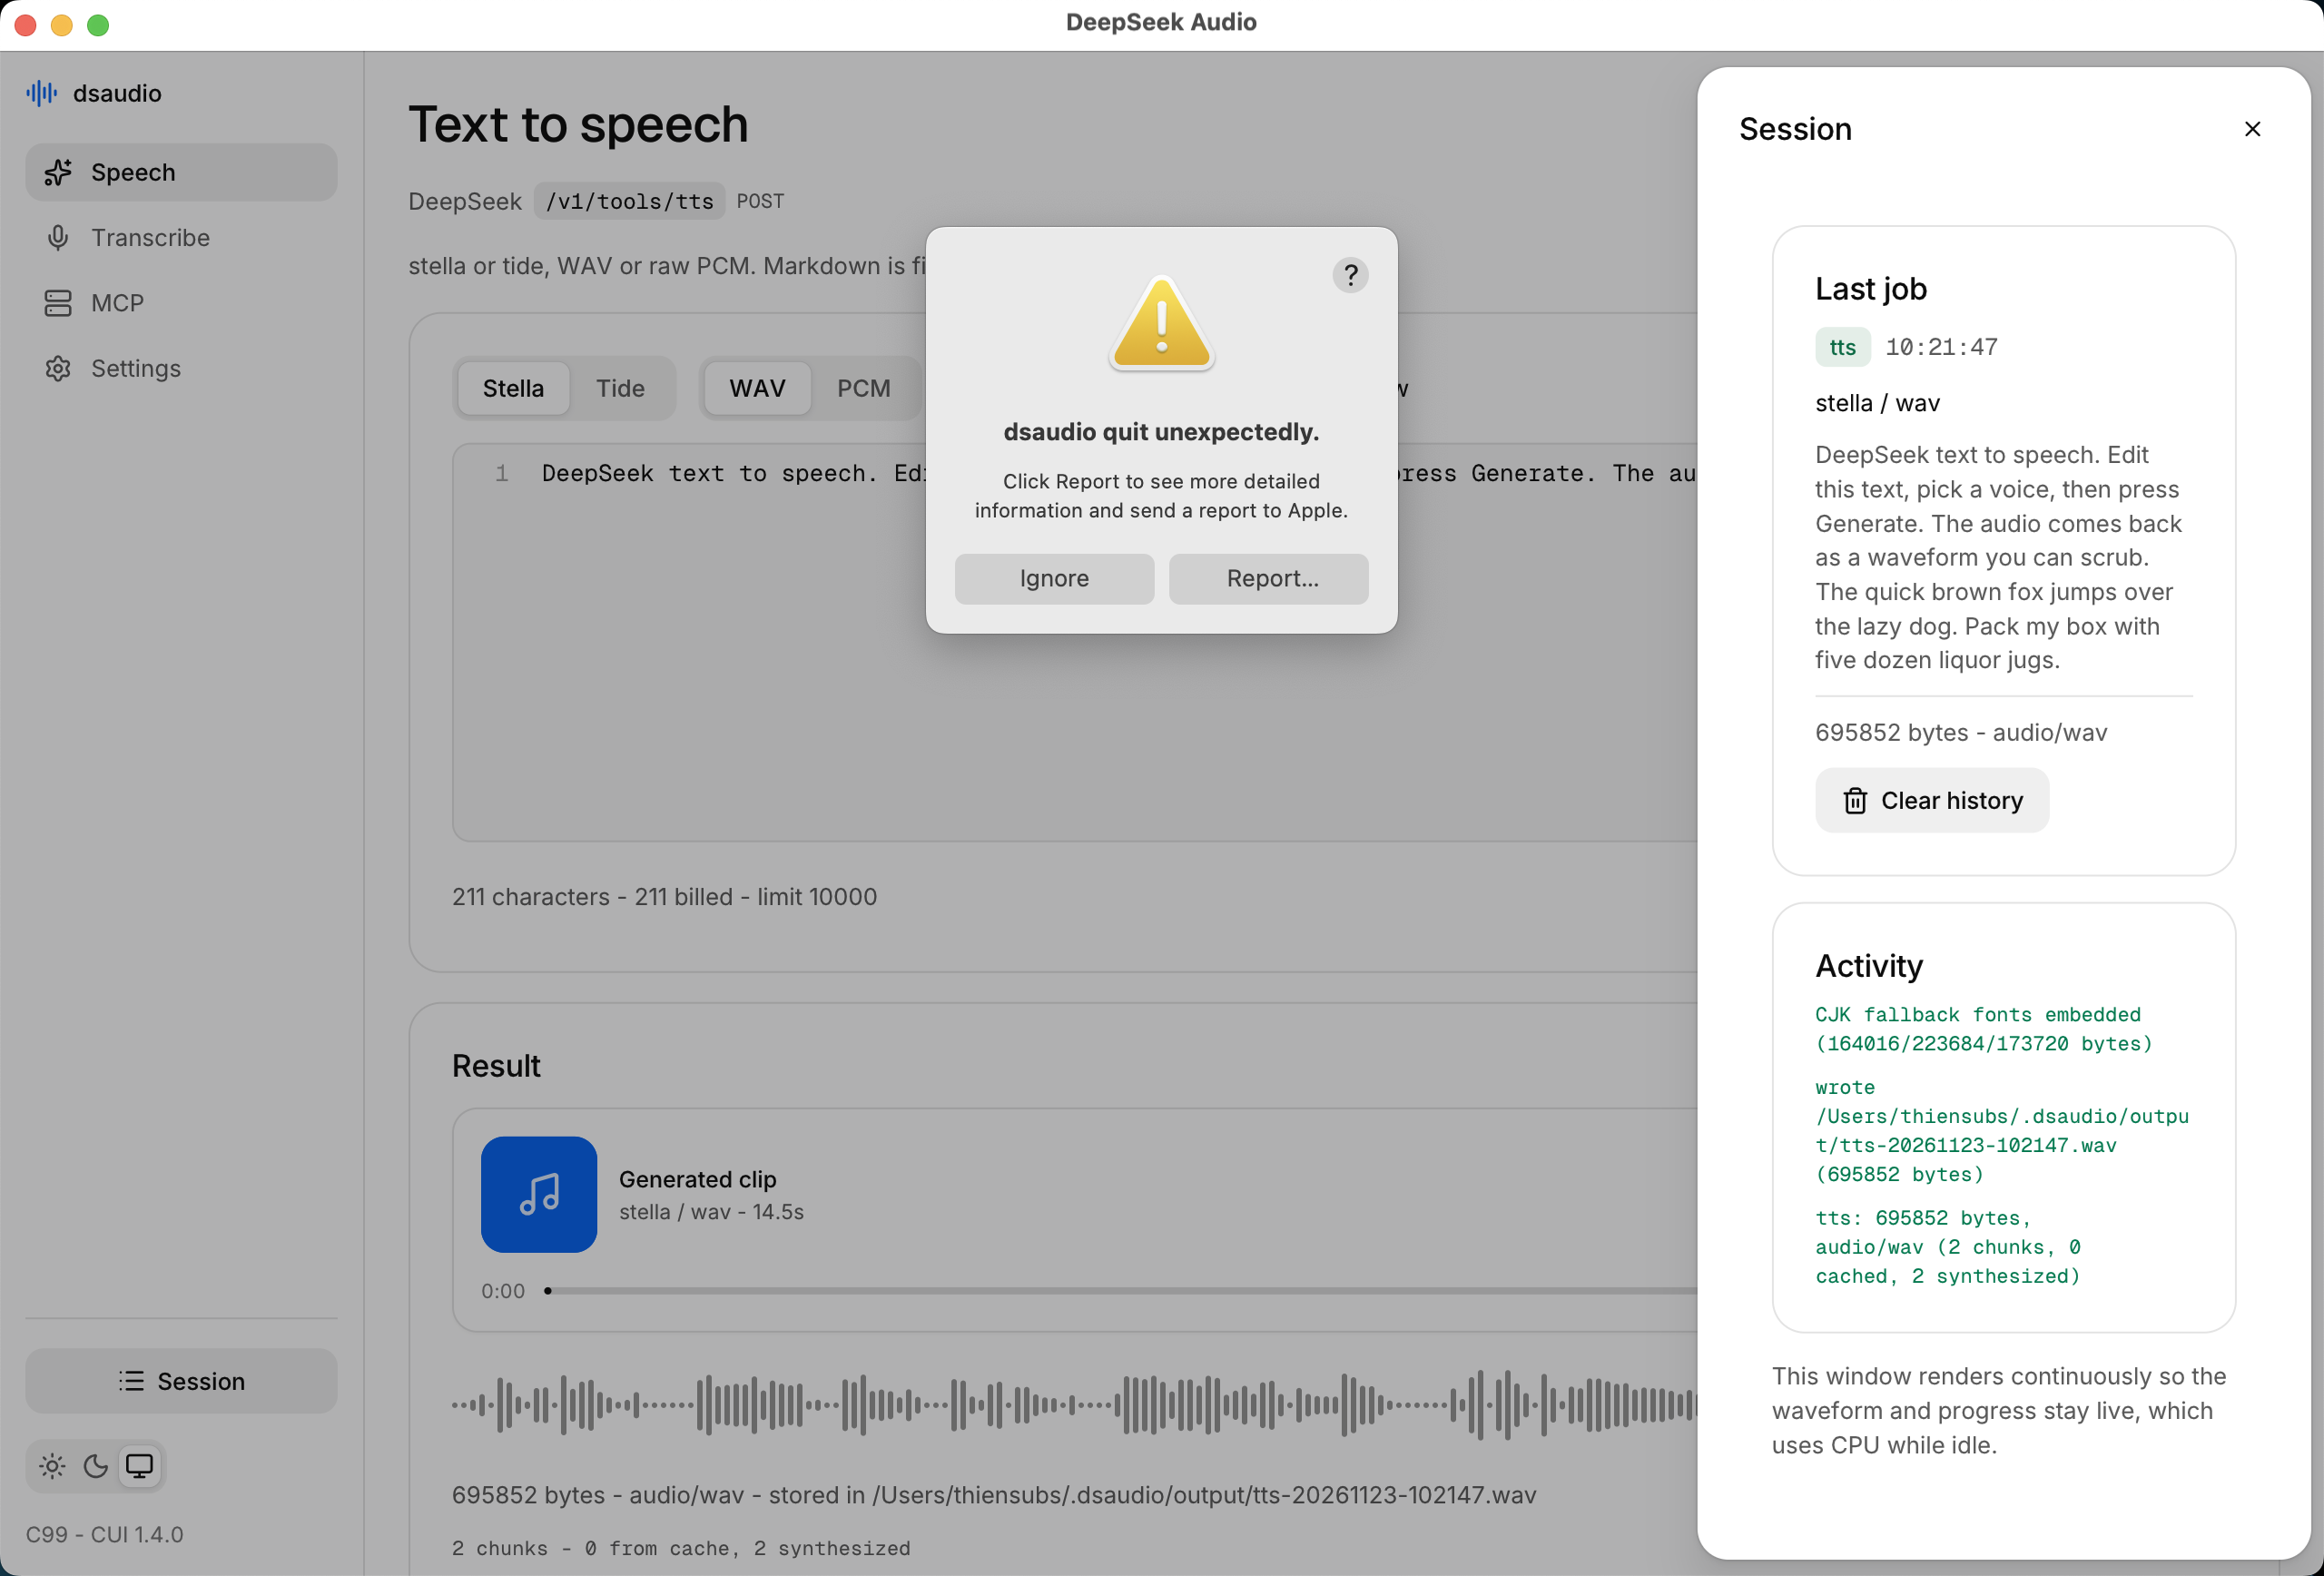 DeepSeek Audio
dsaudio
Speech
Transcribe
MCP
Settings
Session
C99 - CUI 1.4.0
Text to speech
DeepSeek /v1/tools/tts POST
stella or tide, WAV or raw PCM. Markdown is
Stella Tide WAV PCM
1 DeepSeek text to speech. press Generate. The au
211 characters - 211 billed - limit 10000
Result
Generated clip
stella / wav - 14.5s
0:00
695852 bytes - audio/wav - stored in /Users/thiensubs/.dsaudio/output/tts-20261123-102147.wav
2 chunks - 0 from cache, 2 synthesized
?
dsaudio quit unexpectedly.
Click Report to see more detailed
information and send a report to Apple.
Ignore Report...
Session
Last job
tts 10:21:47
stella / wav
DeepSeek text to speech. Edit
this text, pick a voice, then press
Generate. The audio comes back
as a waveform you can scrub.
The quick brown fox jumps over
the lazy dog. Pack my box with
five dozen liquor jugs.
695852 bytes - audio/wav
Clear history
Activity
CJK fallback fonts embedded
(164016/223684/173720 bytes)
wrote
/Users/thiensubs/.dsaudio/outpu
t/tts-20261123-102147.wav
(695852 bytes)
tts: 695852 bytes,
audio/wav (2 chunks, 0
cached, 2 synthesized)
This window renders continuously so the
waveform and progress stay live, which
uses CPU while idle.